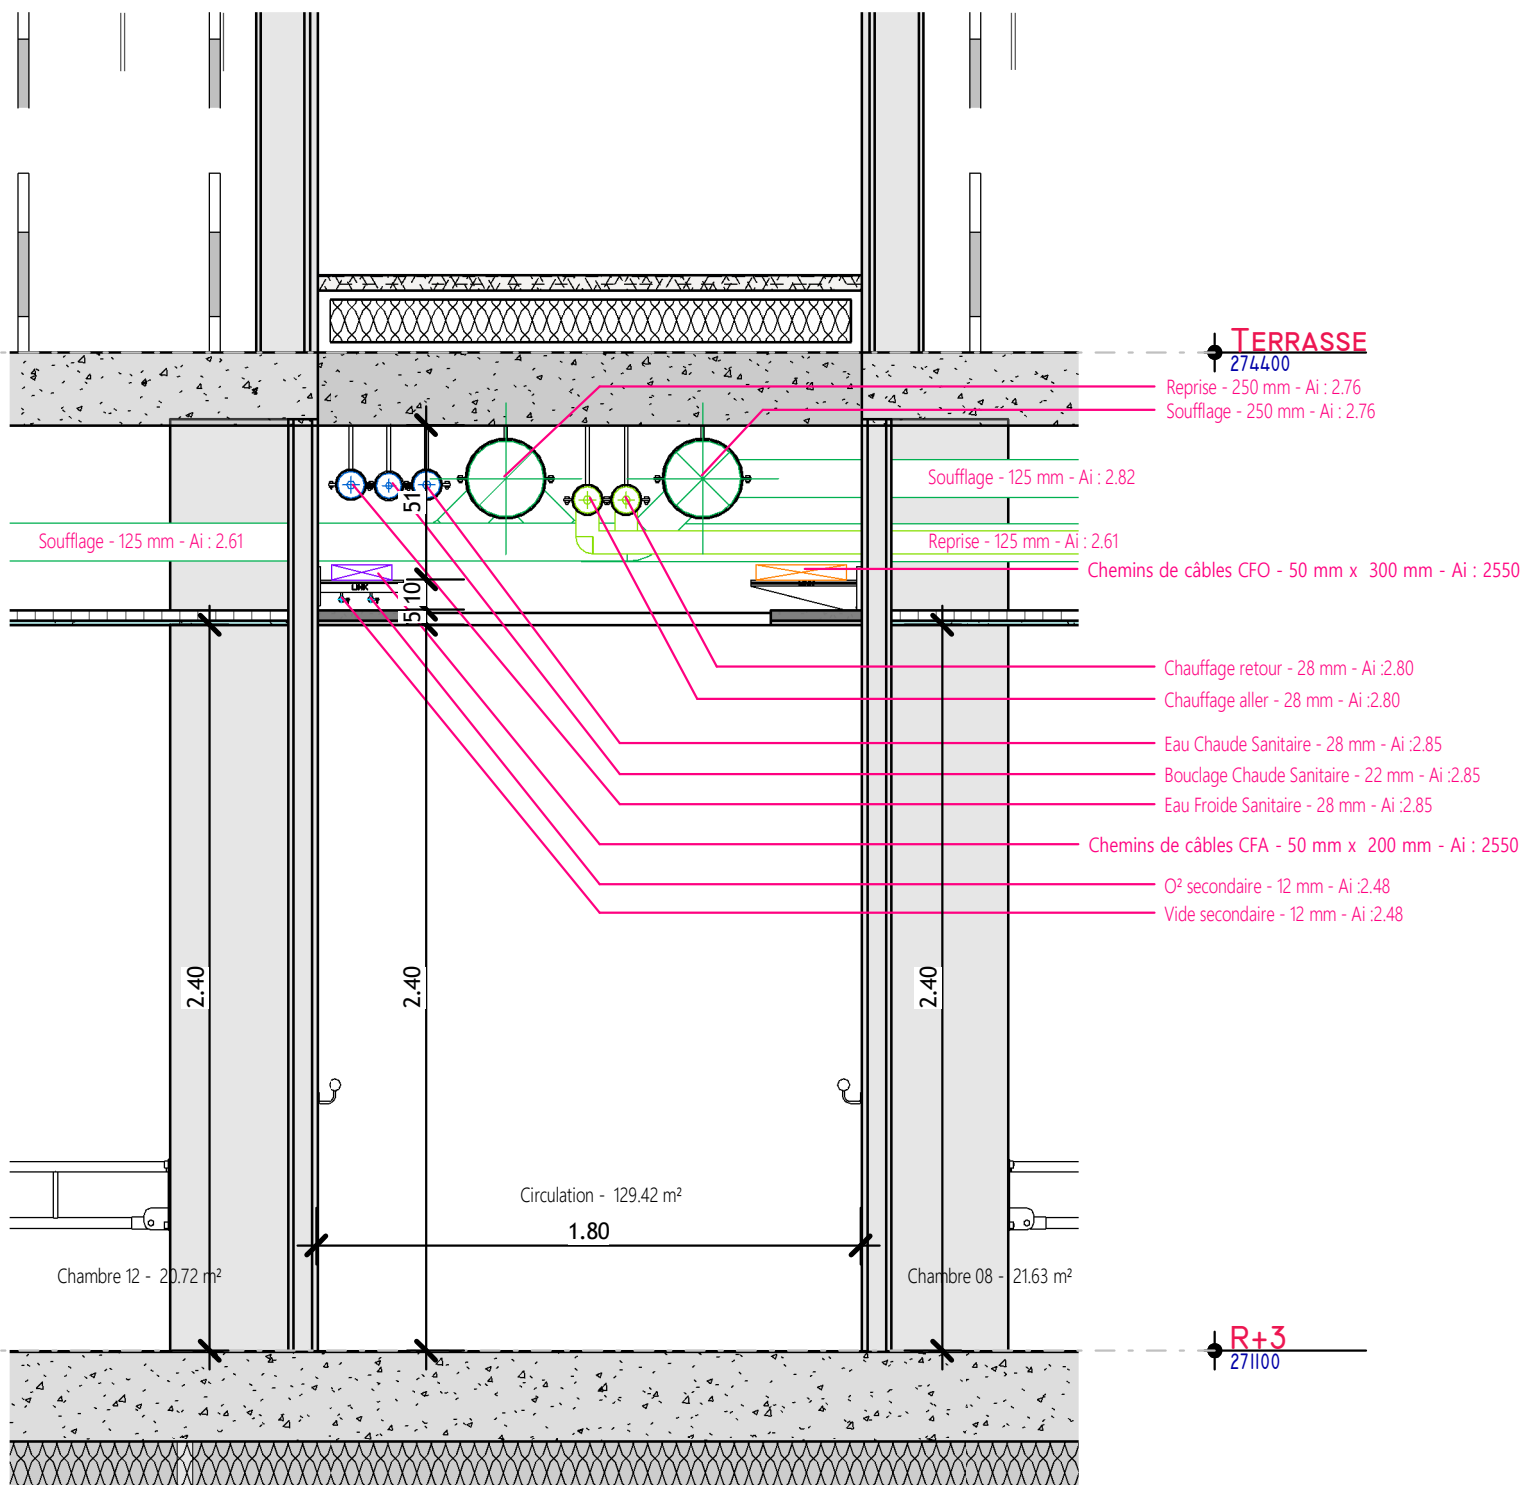 TERRASSE
274400
Reprise - 250 mm - Ai : 2.76
Soufflage - 250 mm - Ai : 2.76
Soufflage - 125 mm - Ai : 2.82
51
Soufflage - 125 mm - Ai : 2.61
Reprise - 125 mm - Ai : 2.61
Chemins de câbles CFO - 50 mm x 300 mm - Ai : 2550
LINK
10
5
Chauffage retour - 28 mm - Ai :2.80
Chauffage aller - 28 mm - Ai :2.80
Eau Chaude Sanitaire - 28 mm - Ai :2.85
Bouclage Chaude Sanitaire - 22 mm - Ai :2.85
Eau Froide Sanitaire - 28 mm - Ai :2.85
Chemins de câbles CFA - 50 mm x 200 mm - Ai : 2550
O² secondaire - 12 mm - Ai :2.48
Vide secondaire - 12 mm - Ai :2.48
2.40
2.40
2.40
Circulation - 129.42 m²
1.80
Chambre 12 - 20.72 m²
Chambre 08 - 21.63 m²
R+3
271100